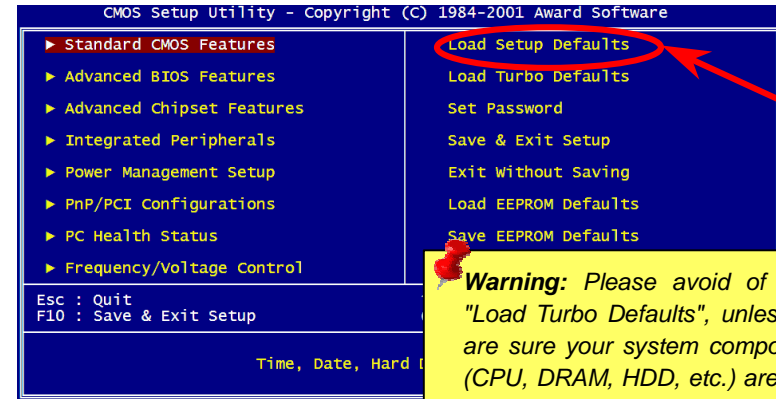 CMOS Setup Utility - Copyright (C) 1984-2001 Award Software
► Standard CMOS Features
► Advanced BIOS Features
► Advanced Chipset Features
► Integrated Peripherals
► Power Management Setup
► PnP/PCI Configurations
► PC Health Status
► Frequency/Voltage Control
Load Setup Defaults
Load Turbo Defaults
Set Password
Save & Exit Setup
Exit Without Saving
Load EEPROM Defaults
Save EEPROM Defaults
Esc : Quit
F10 : Save & Exit Setup
Time, Date, Hard
Warning: Please avoid of
"Load Turbo Defaults",
are sure your system
(CPU, DRAM, HDD, etc.) are